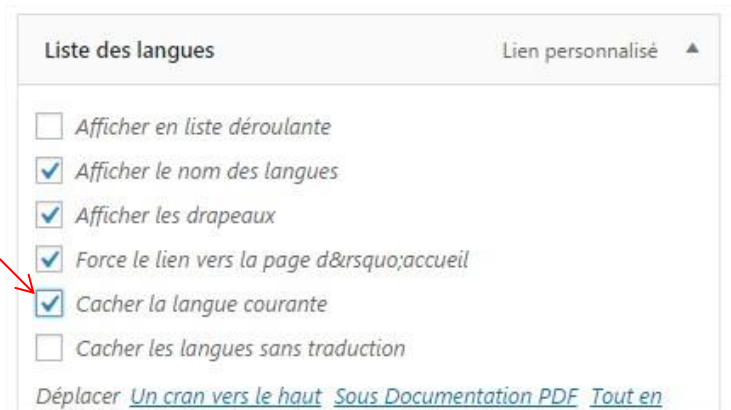 Liste des langues Lien personnalisé
Afficher en liste déroulante
Afficher le nom des langues
Afficher les drapeaux
Force le lien vers la page d&rsquo;accueil
Cacher la langue courante
Cacher les langues sans traduction
Déplacer Un cran vers le haut Sous Documentation PDF Tout en